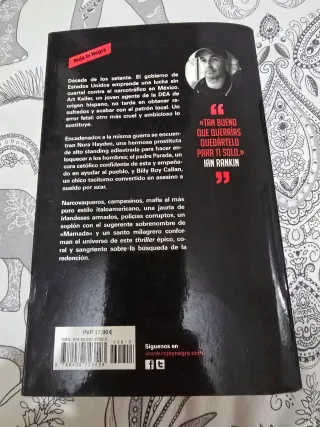 Roja & Negra
Década de los setenta. El gobierno de
Estados Unidos emprende una lucha sin
cuartel contra el narcotráfico en México.
Art Keller, un joven agente de la DEA de
origen hispano, no tarda en obtener re-
sultados y acabar con el patrón local. Un
error fatal: otro más cruel y ambicioso lo
sustituye.
Encadenados a la misma guerra se encuen-
tran Nora Hayden, una hermosa prostituta
de alto standing adiestrada para hacer en-
loquecer a los hombres; el padre Parada, un
cura católico confidente de esta y empeña-
do en ayudar al pueblo, y Billy Boy Callan,
un chico taciturno convertido en asesino a
sueldo por azar.
Narcovaqueros, campesinos, mafia al más
puro estilo italoamericano, una jauría de
irlandeses armados, policías corruptos, un
soplón con el sugerente sobrenombre de
«Mamada» y un santo milagrero confor-
man el universo de este thriller épico, co-
ral y sangriento sobre la búsqueda de la
redención.
“
«TAN BUENO
QUE QUERRÍAS
QUEDÁRTELO
PARA TI SOLO.»
IAN RANKIN
”
PVP 17,90 €
Síguenos en
www.rojaynegra.com
f t